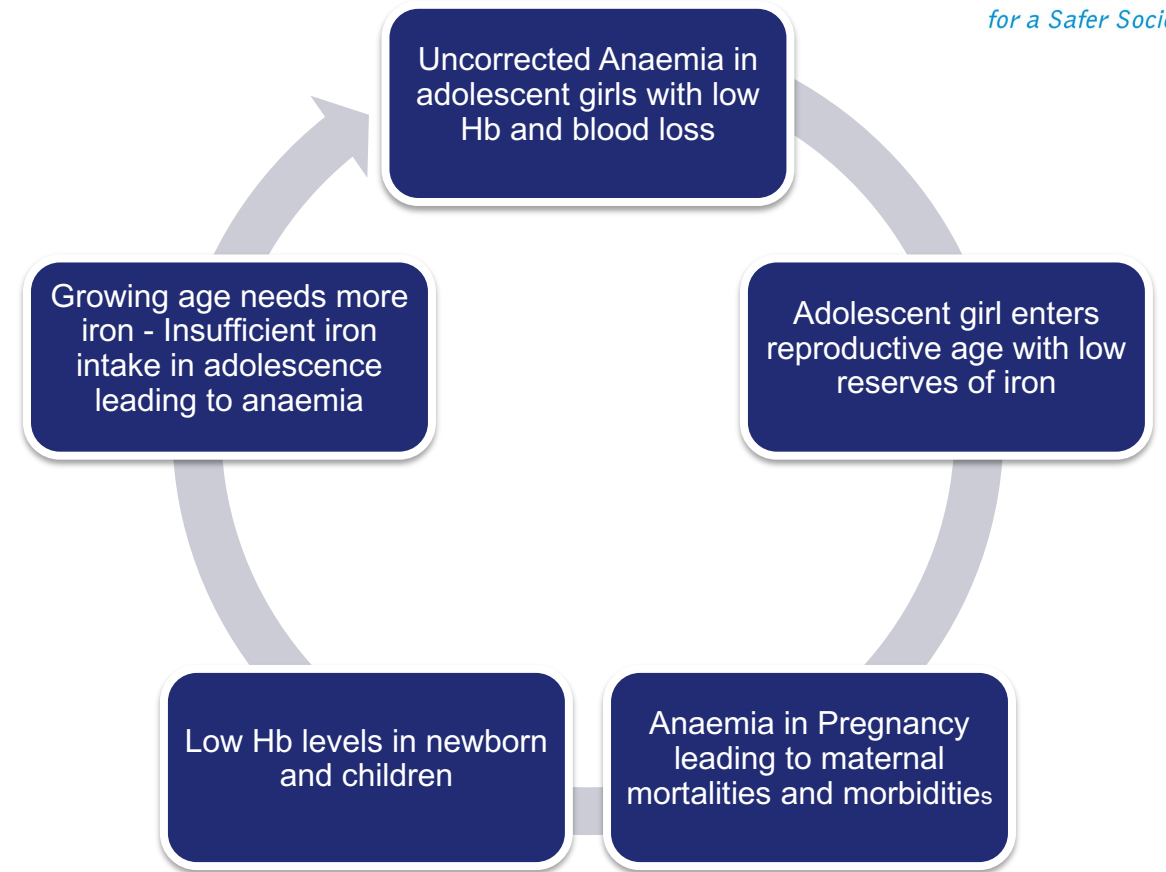 for a Safer Socie
Uncorrected Anaemia in
adolescent girls with low
Hb and blood loss
Adolescent girl enters
reproductive age with low
reserves of iron
Anaemia in Pregnancy
leading to maternal
mortalities and morbidities
Low Hb levels in newborn
and children
Growing age needs more
iron - Insufficient iron
intake in adolescence
leading to anaemia